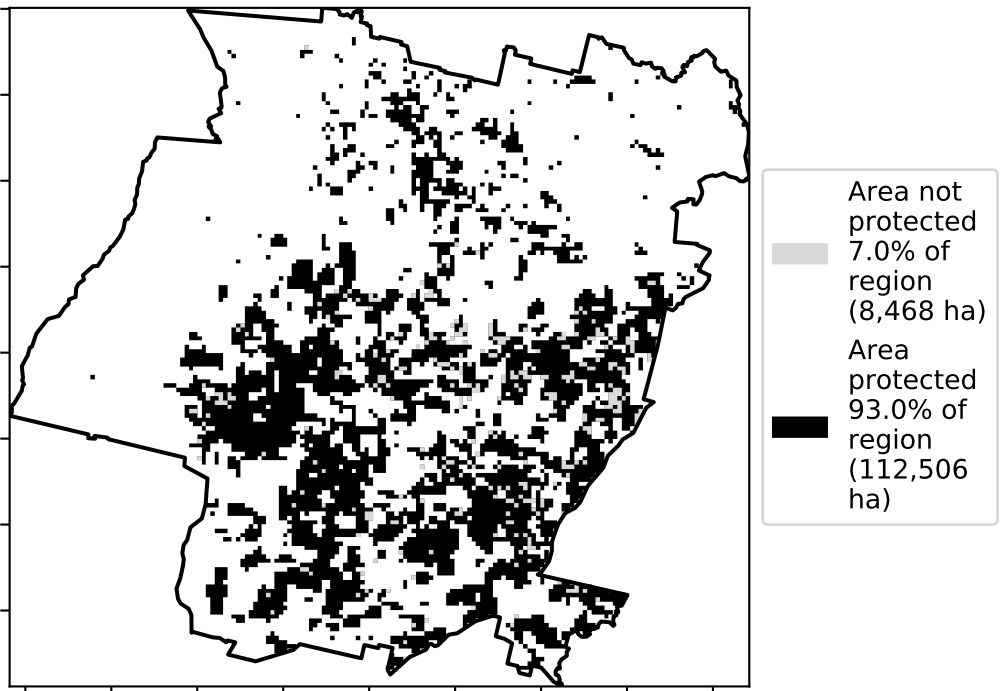 Area not
protected
7.0% of
region
(8,468 ha)
Area
protected
93.0% of
region
(112,506
ha)